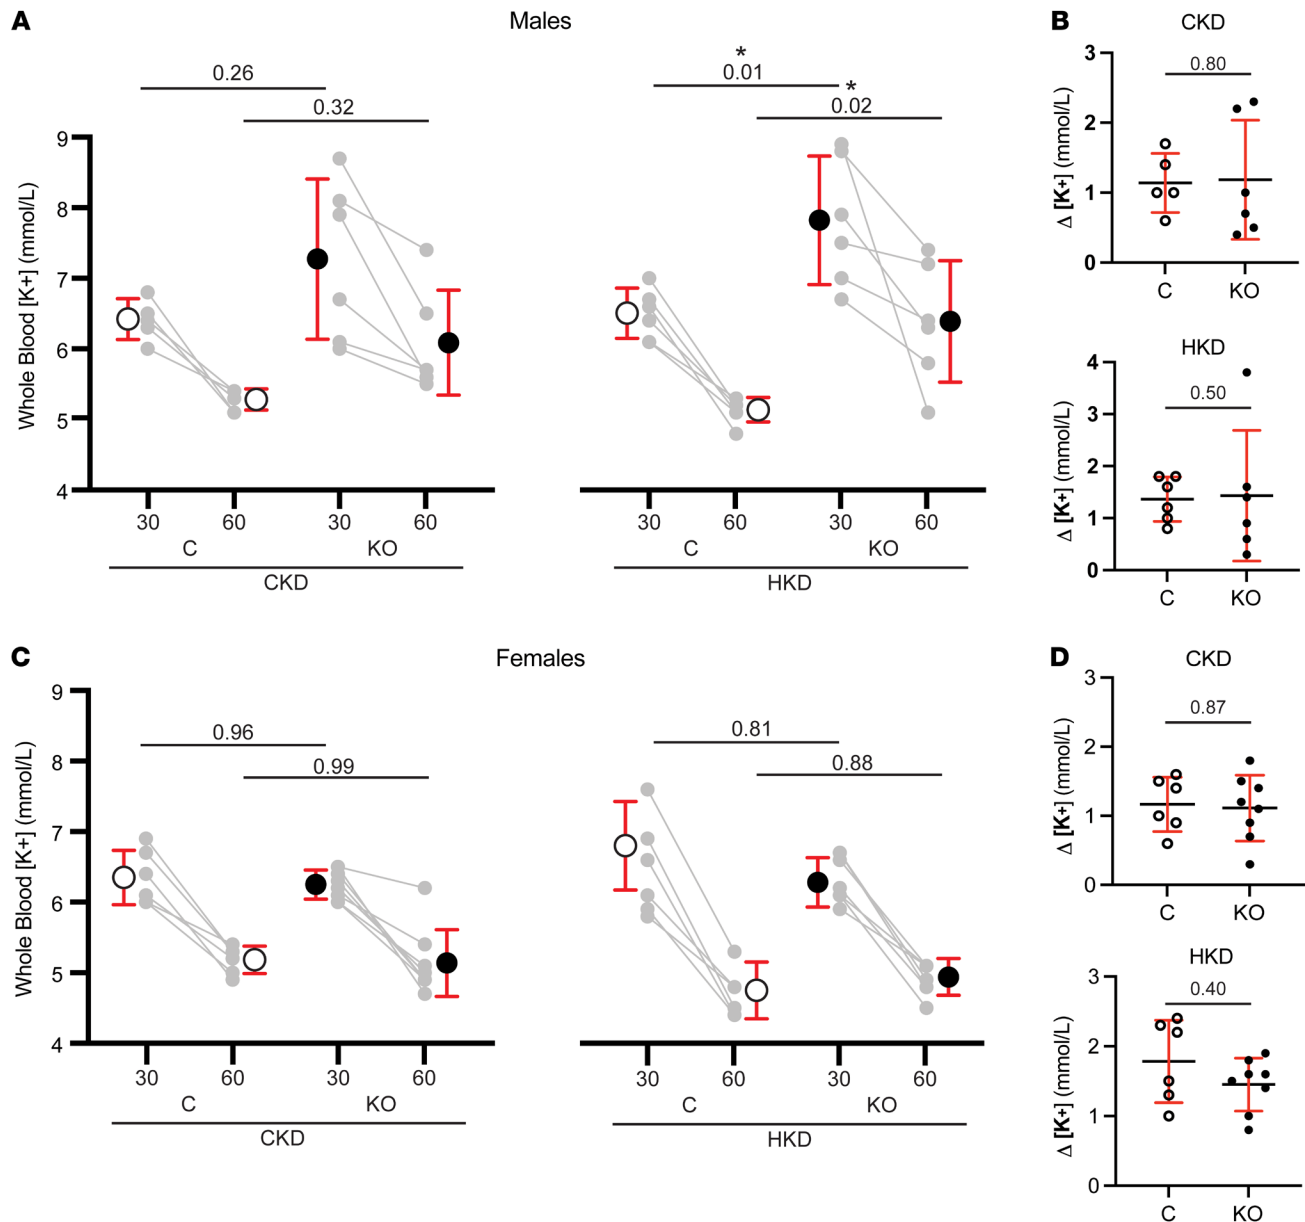 A
Males
0.26
0.32
*
0.01
*
0.02
Whole Blood [K+] (mmol/L)
9
8
7
6
5
4
30
60
30
60
C
KO
CKD
30
60
30
60
C
KO
HKD
B
CKD
0.80
Δ [K+] (mmol/L)
3
2
1
0
C
KO
HKD
0.50
Δ [K+] (mmol/L)
4
3
2
1
0
C
KO
C
Females
0.96
0.99
0.81
0.88
Whole Blood [K+] (mmol/L)
9
8
7
6
5
4
30
60
30
60
C
KO
CKD
30
60
30
60
C
KO
HKD
D
CKD
0.87
Δ [K+] (mmol/L)
3
2
1
0
C
KO
HKD
0.40
Δ [K+] (mmol/L)
3
2
1
0
C
KO